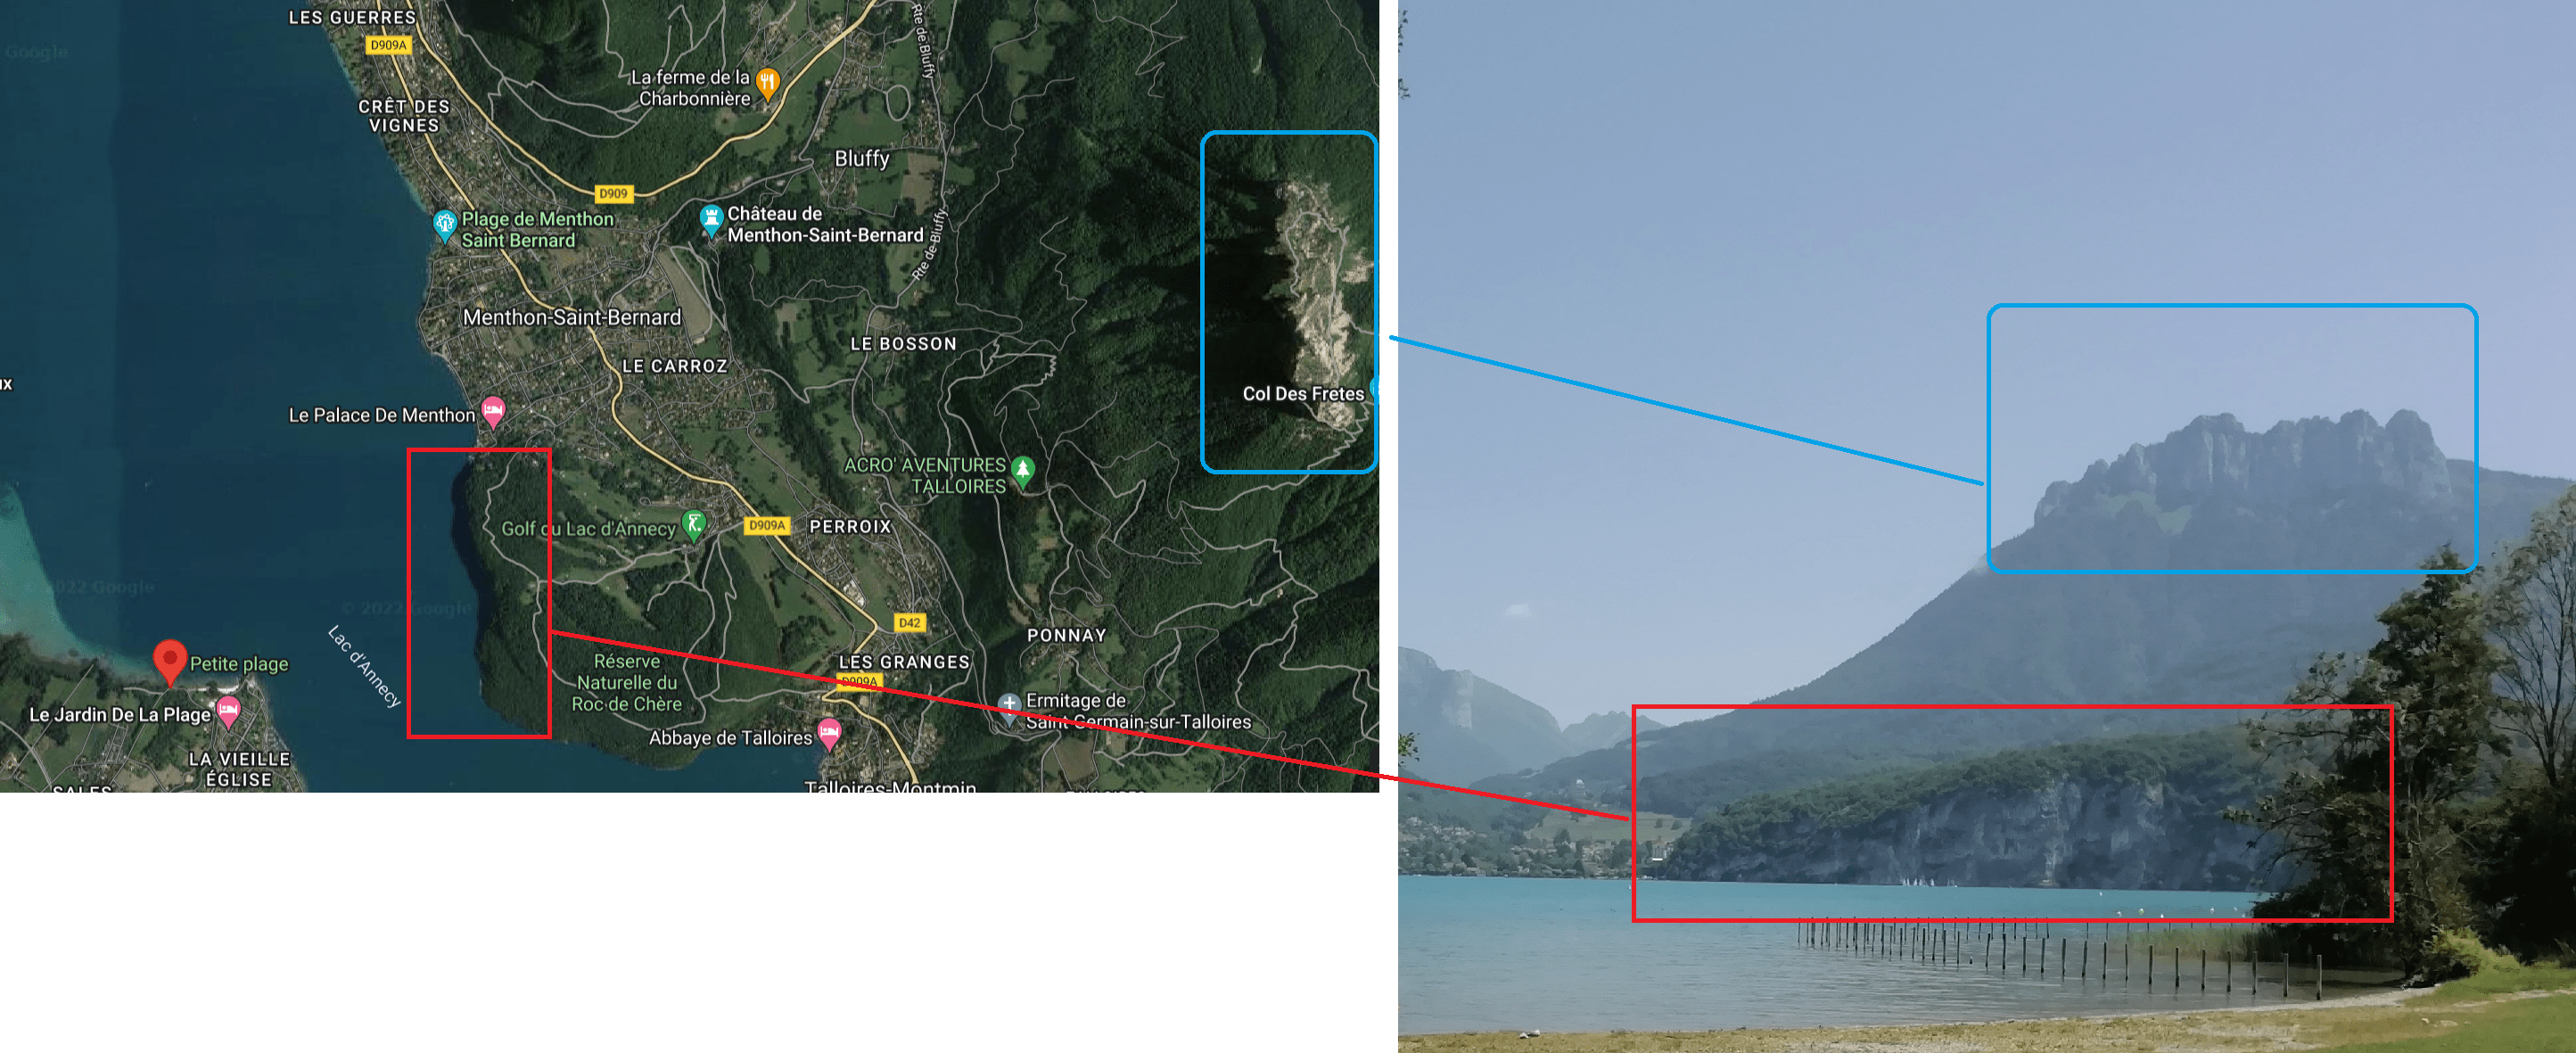 LES GUERRES
Google
D909A
Rte de Bluffy
La ferme de la
Charbonnière
CRÊT DES
VIGNES
Bluffy
D909
Château de
Menthon-Saint-Bernard
Plage de Menthon
Saint Bernard
Rte de Bluffy
Menthon-Saint-Bernard
LE BOSSON
LE CARROZ
Col Des Fretes
Le Palace De Menthon
ACRO' AVENTURES
TALLOIRES
Golf du Lac d'Annecy
D909A
PERROIX
2022 Google
© 2022 Google
D42
Lac d'Annecy
PONNAY
Petite plage
Réserve
Naturelle du
Roc de Chère
LES GRANGES
D909A
Le Jardin De La Plage
Ermitage de
Saint Germain-sur-Talloires
Abbaye de Talloires
LA VIEILLE
ÉGLISE
SALES
Talloires-Montmin